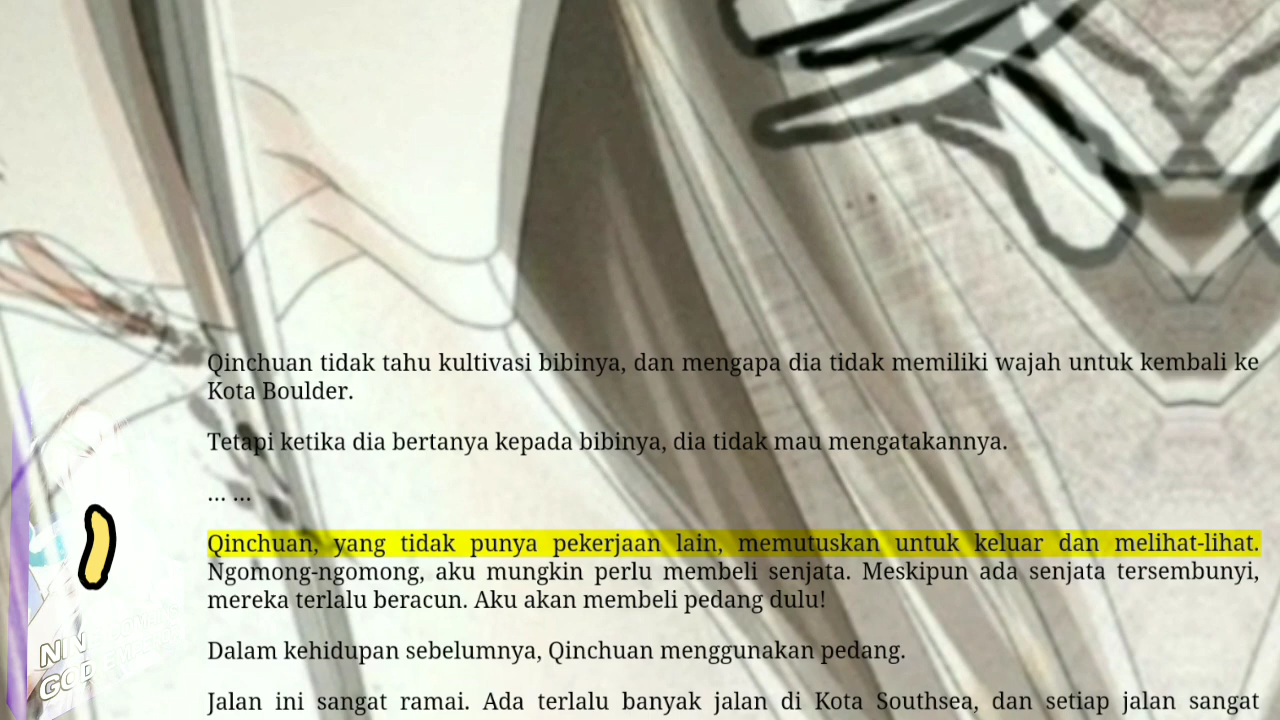 Qinchuan tidak tahu kultivasi bibinya, dan mengapa dia tidak memiliki wajah untuk kembali ke
Kota Boulder.
Tetapi ketika dia bertanya kepada bibinya, dia tidak mau mengatakannya.
... ...
Qinchuan, yang tidak punya pekerjaan lain, memutuskan untuk keluar dan melihat-lihat.
Ngomong-ngomong, aku mungkin perlu membeli senjata. Meskipun ada senjata tersembunyi,
mereka terlalu beracun. Aku akan membeli pedang dulu!
Dalam kehidupan sebelumnya, Qinchuan menggunakan pedang.
Jalan ini sangat ramai. Ada terlalu banyak jalan di Kota Southsea, dan setiap jalan sangat